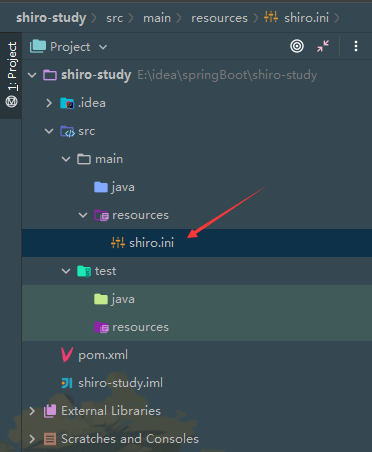 shiro-study > src > main > resources > shiro.ini >
1: Project
Project
shiro-study E:\idea\springBoot\shiro-study
.idea
src
main
java
resources
shiro.ini
test
java
resources
pom.xml
shiro-study.iml
External Libraries
Scratches and Consoles